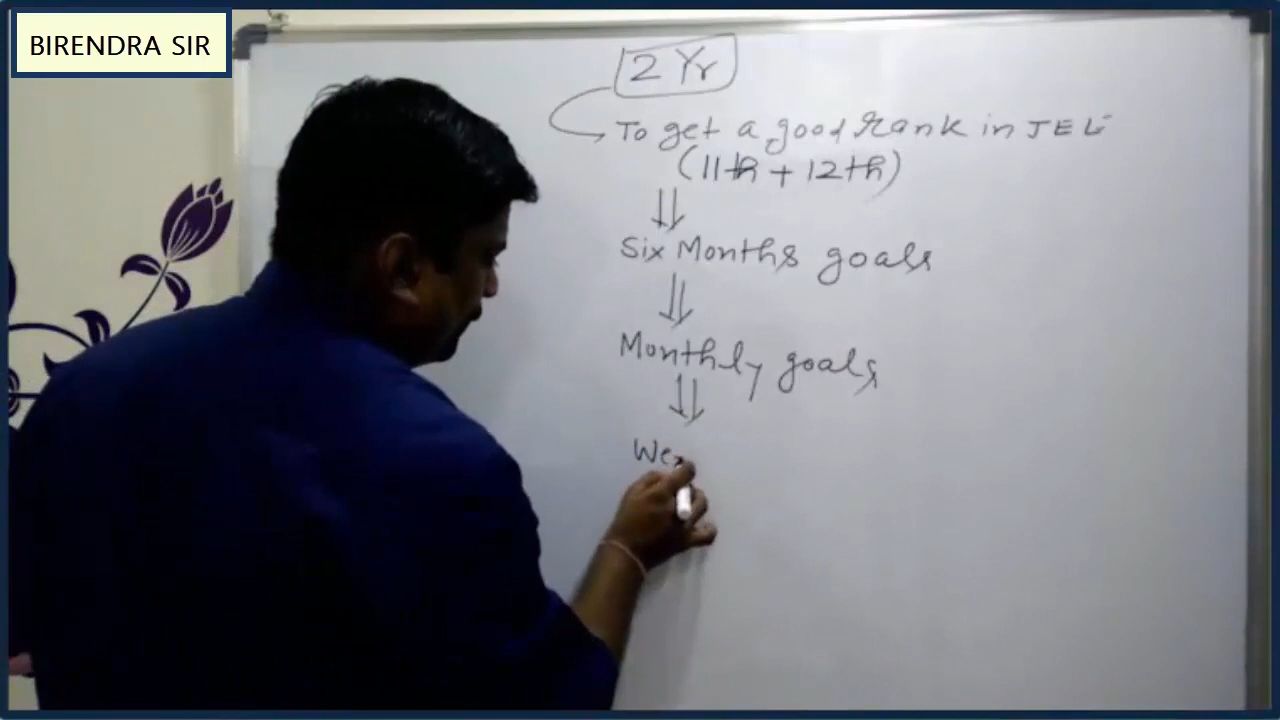 BIRENDRA SIR
2 Yr
To get a good Rank in JEE
(11th + 12th)
Six Months goals
Monthly goals
We